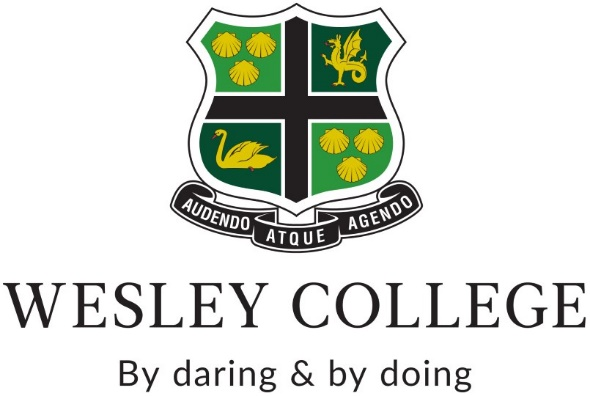 AUDENDO ATQUE AGENDO
WESLEY COLLEGE
By daring & by doing